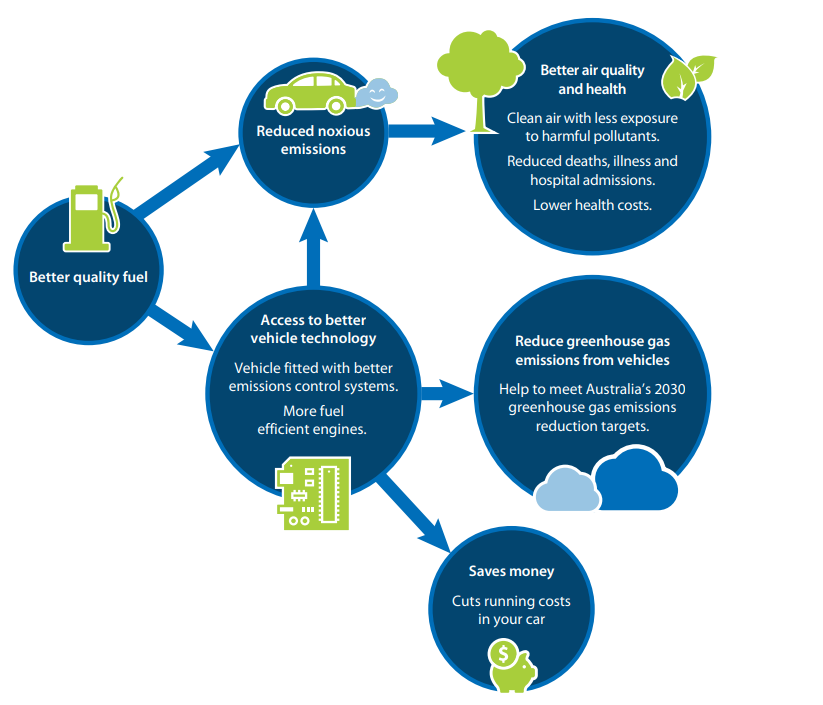 Better quality fuel
Reduced noxious
emissions
Better air quality
and health
Clean air with less exposure
to harmful pollutants.
Reduced deaths, illness and
hospital admissions.
Lower health costs.
Access to better
vehicle technology
Vehicle fitted with better
emissions control systems.
More fuel
efficient engines.
Reduce greenhouse gas
emissions from vehicles
Help to meet Australia's 2030
greenhouse gas emissions
reduction targets.
Saves money
Cuts running costs
in your car
$